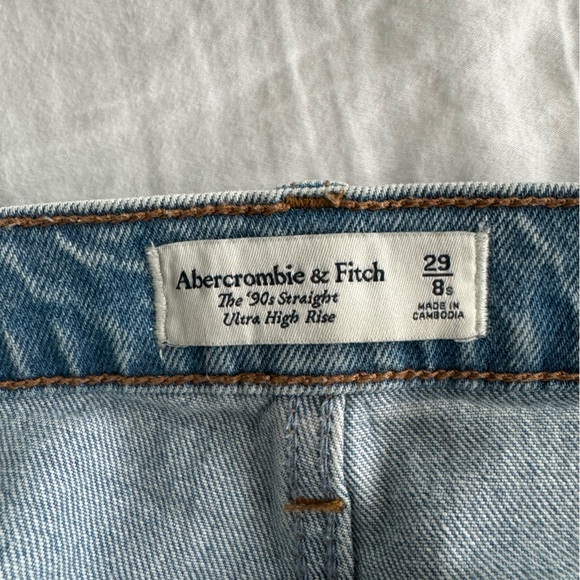 Abercrombie & Fitch
The '90s Straight
Ultra High Rise
29
8s
MADE IN
CAMBODIA